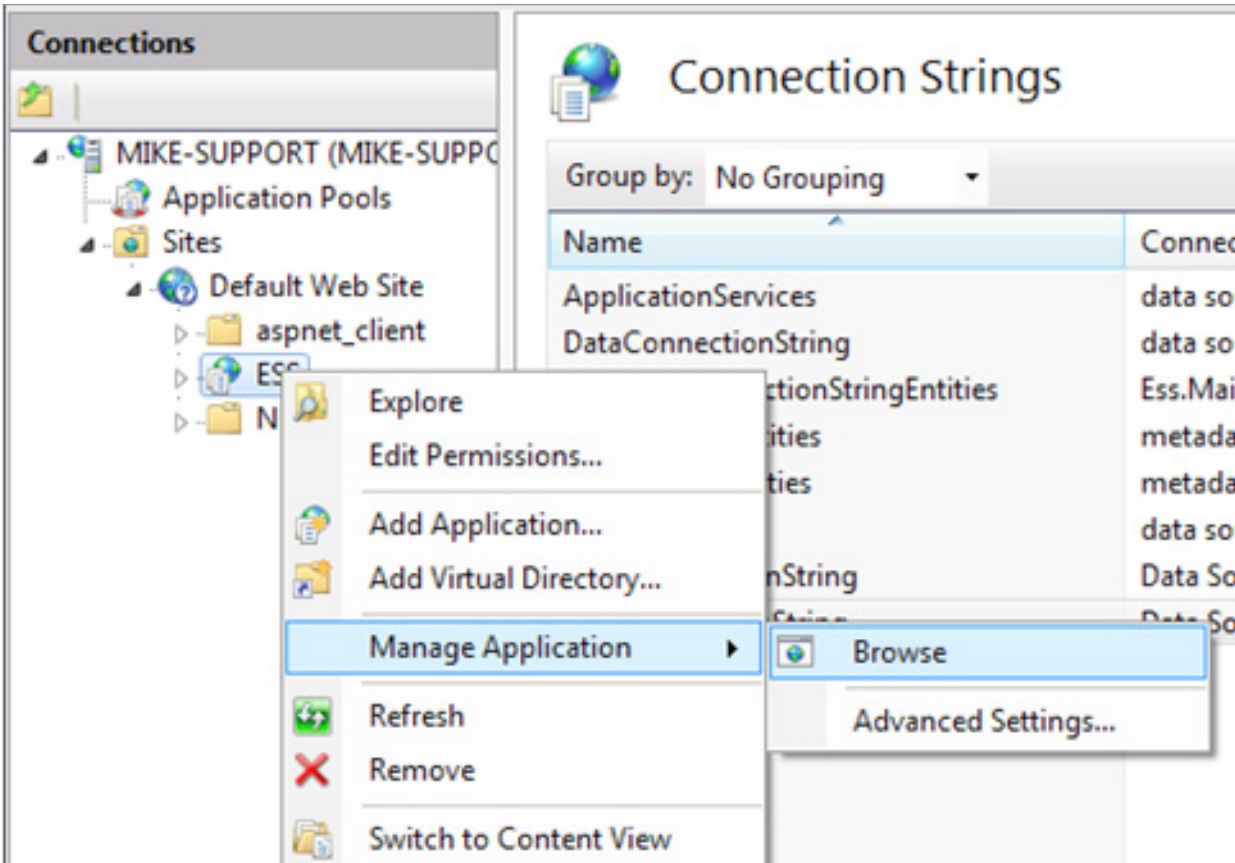 Connections
MIKE-SUPPORT (MIKE-SUPPO
Application Pools
Sites
Default Web Site
aspnet_client
ESS
N
Explore
Edit Permissions...
Add Application...
Add Virtual Directory...
Manage Application
Refresh
Remove
Switch to Content View
Browse
Advanced Settings...
Connection Strings
Group by: No Grouping
Name Connec
ApplicationServices data so
DataConnectionString data so
ctionStringEntities Ess.Mai
ities metada
ties metada
data so
nString Data So
String Data So